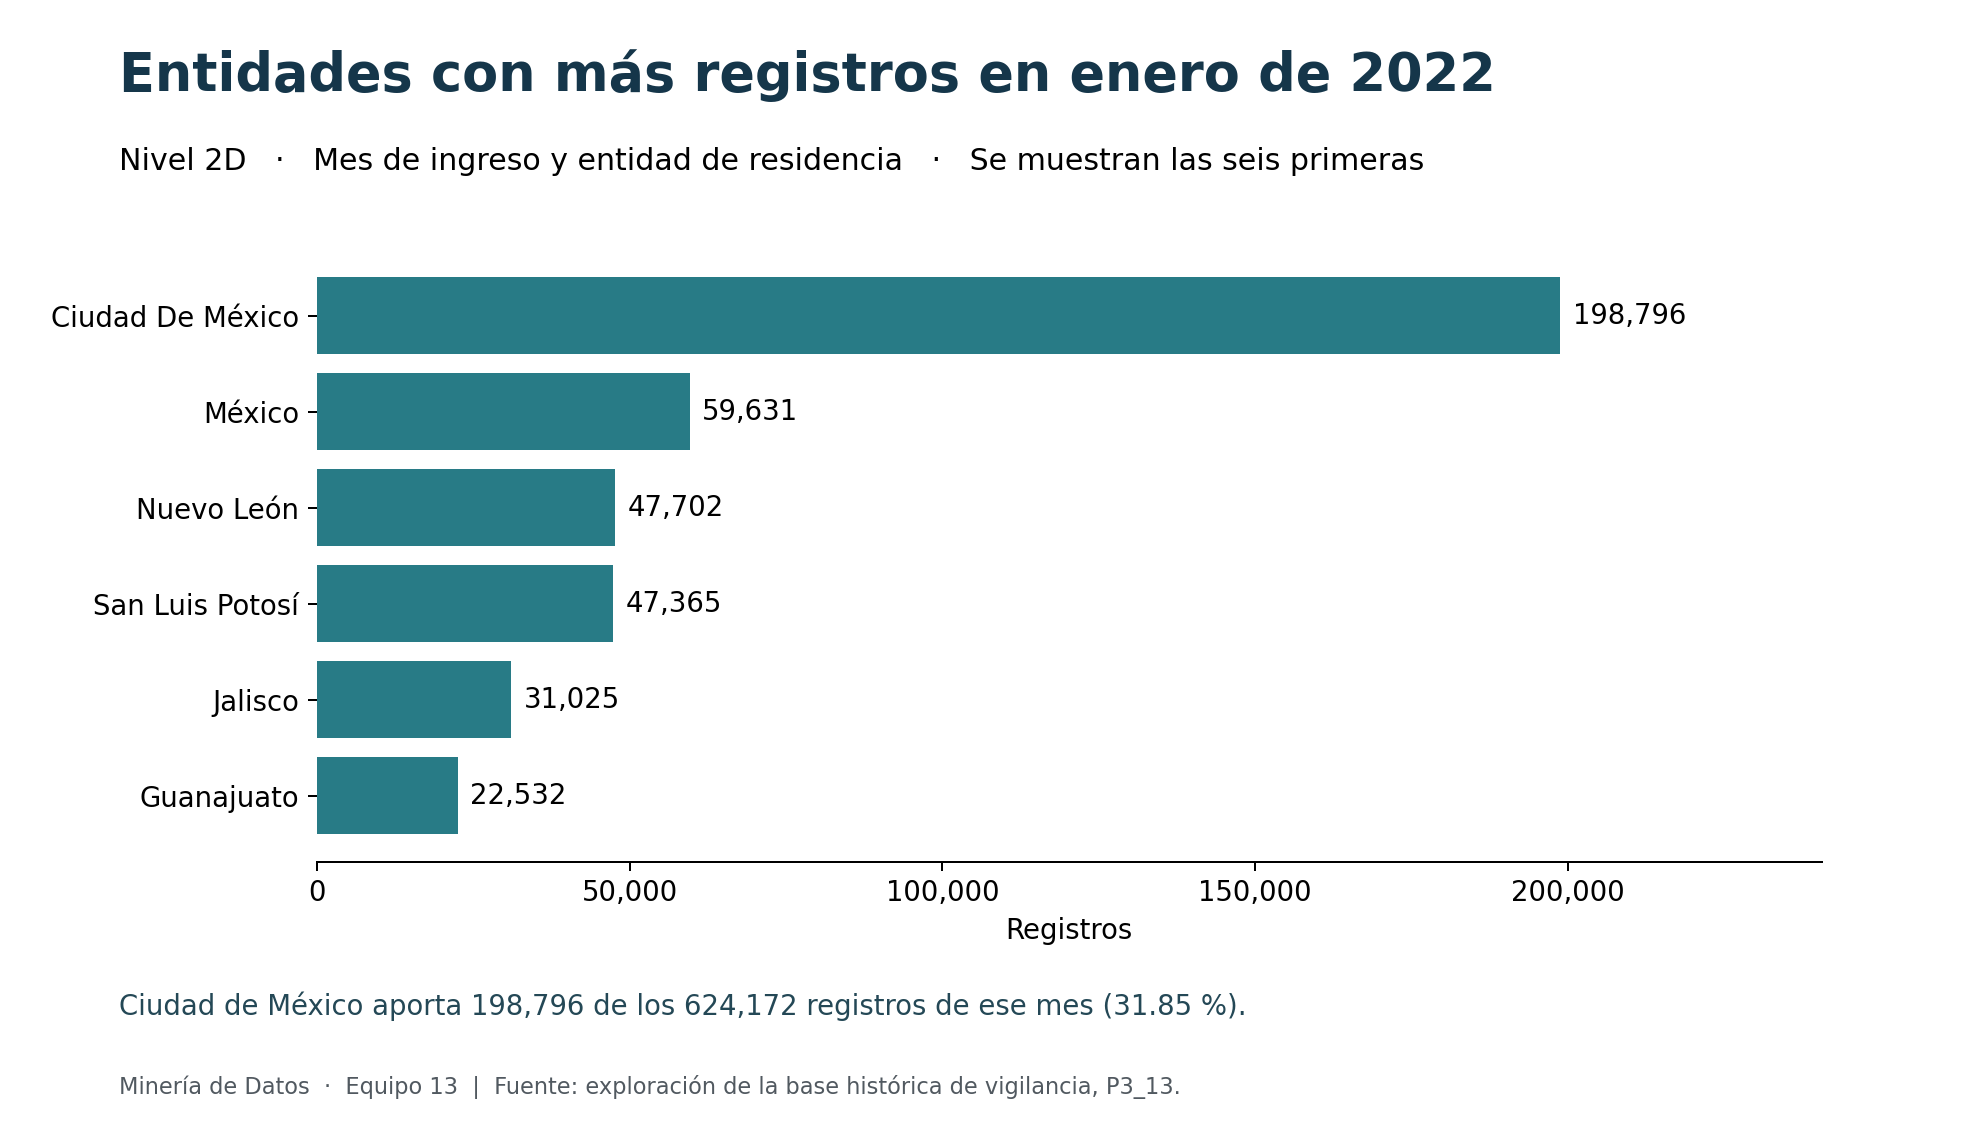 Entidades con más registros en enero de 2022
Nivel 2D · Mes de ingreso y entidad de residencia · Se muestran las seis primeras
Ciudad De México 198,796
México 59,631
Nuevo León 47,702
San Luis Potosí 47,365
Jalisco 31,025
Guanajuato 22,532
0 50,000 100,000 150,000 200,000
Registros
Ciudad de México aporta 198,796 de los 624,172 registros de ese mes (31.85 %).
Minería de Datos · Equipo 13 | Fuente: exploración de la base histórica de vigilancia, P3_13.